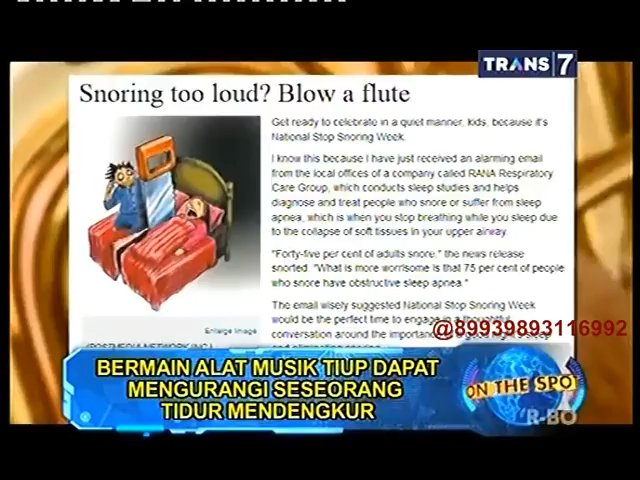 TRANS 7
Snoring too loud? Blow a flute
Get ready to celebrate in a quiet manner, kids, because it's
National Stop Snoring Week.
I know this because I have just received an alarming email
from the local offices of a company called RANA Respiratory
Care Group, which conducts sleep studies and helps
diagnose and treat people who snore or suffer from sleep
apnea, which is when you stop breathing while you sleep due
to the collapse of soft tissues in your upper airway.
"Forty-five per cent of adults snore," the news release
snorted. "What is more worrisome is that 75 per cent of people
who snore have obstructive sleep apnea."
The email wisely suggested National Stop Snoring Week
would be the perfect time to engage in a thoughtful
conversation around the importance
@89939893116992
Enlarge Image
BERMAIN ALAT MUSIK TIUP DAPAT
MENGURANGI SESEORANG
TIDUR MENDENGKUR
ON THE SPOT
R-BO